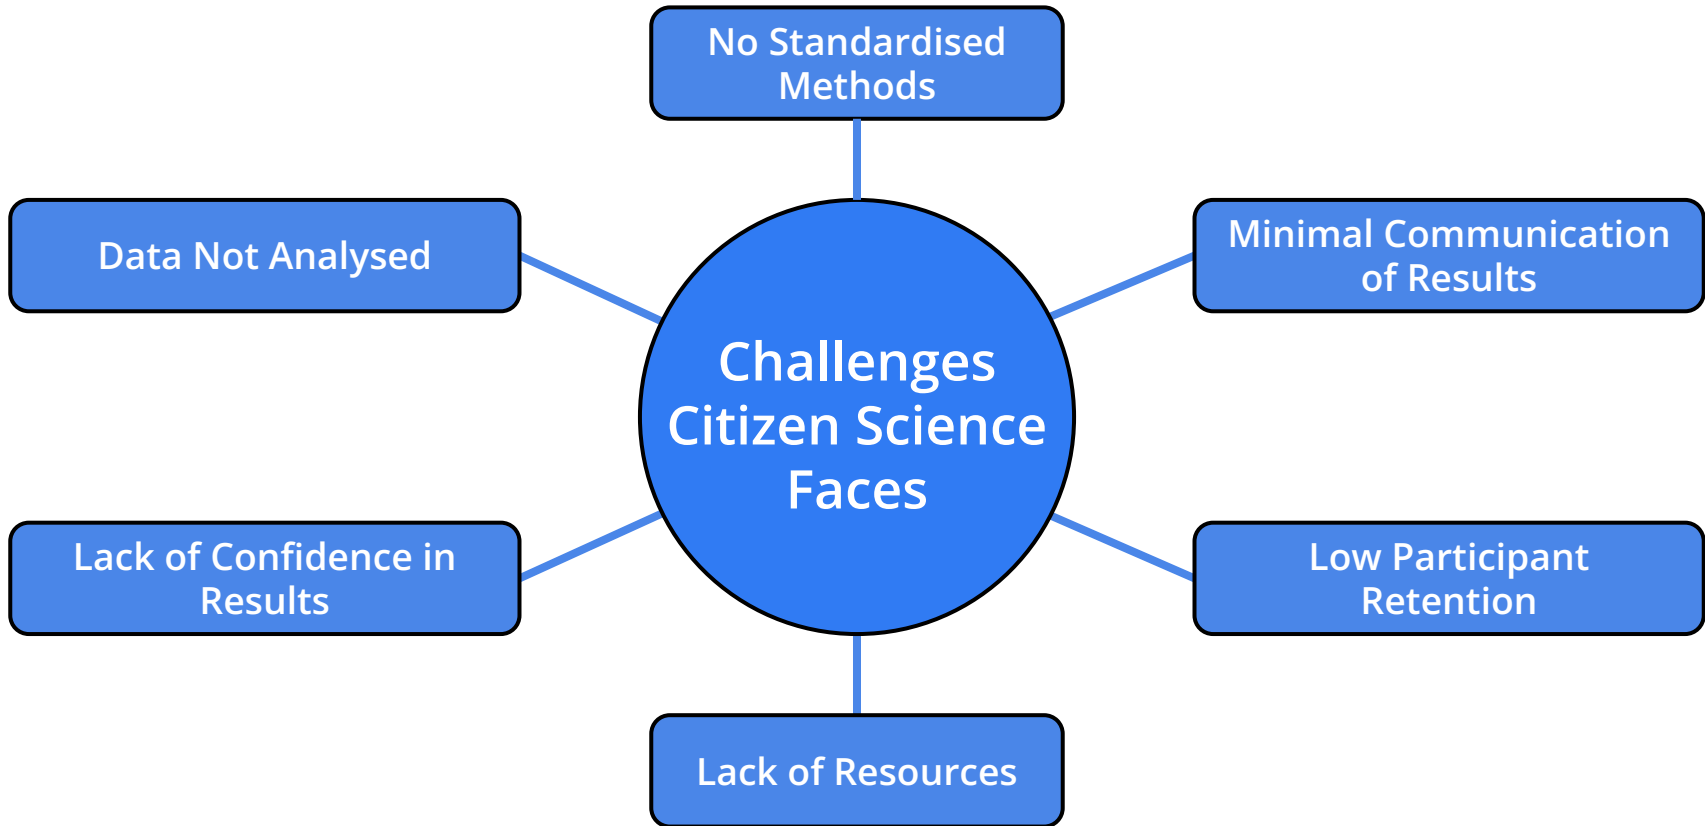 No Standardised
Methods
Data Not Analysed
Minimal Communication
of Results
Challenges
Citizen Science
Faces
Lack of Confidence in
Results
Low Participant
Retention
Lack of Resources